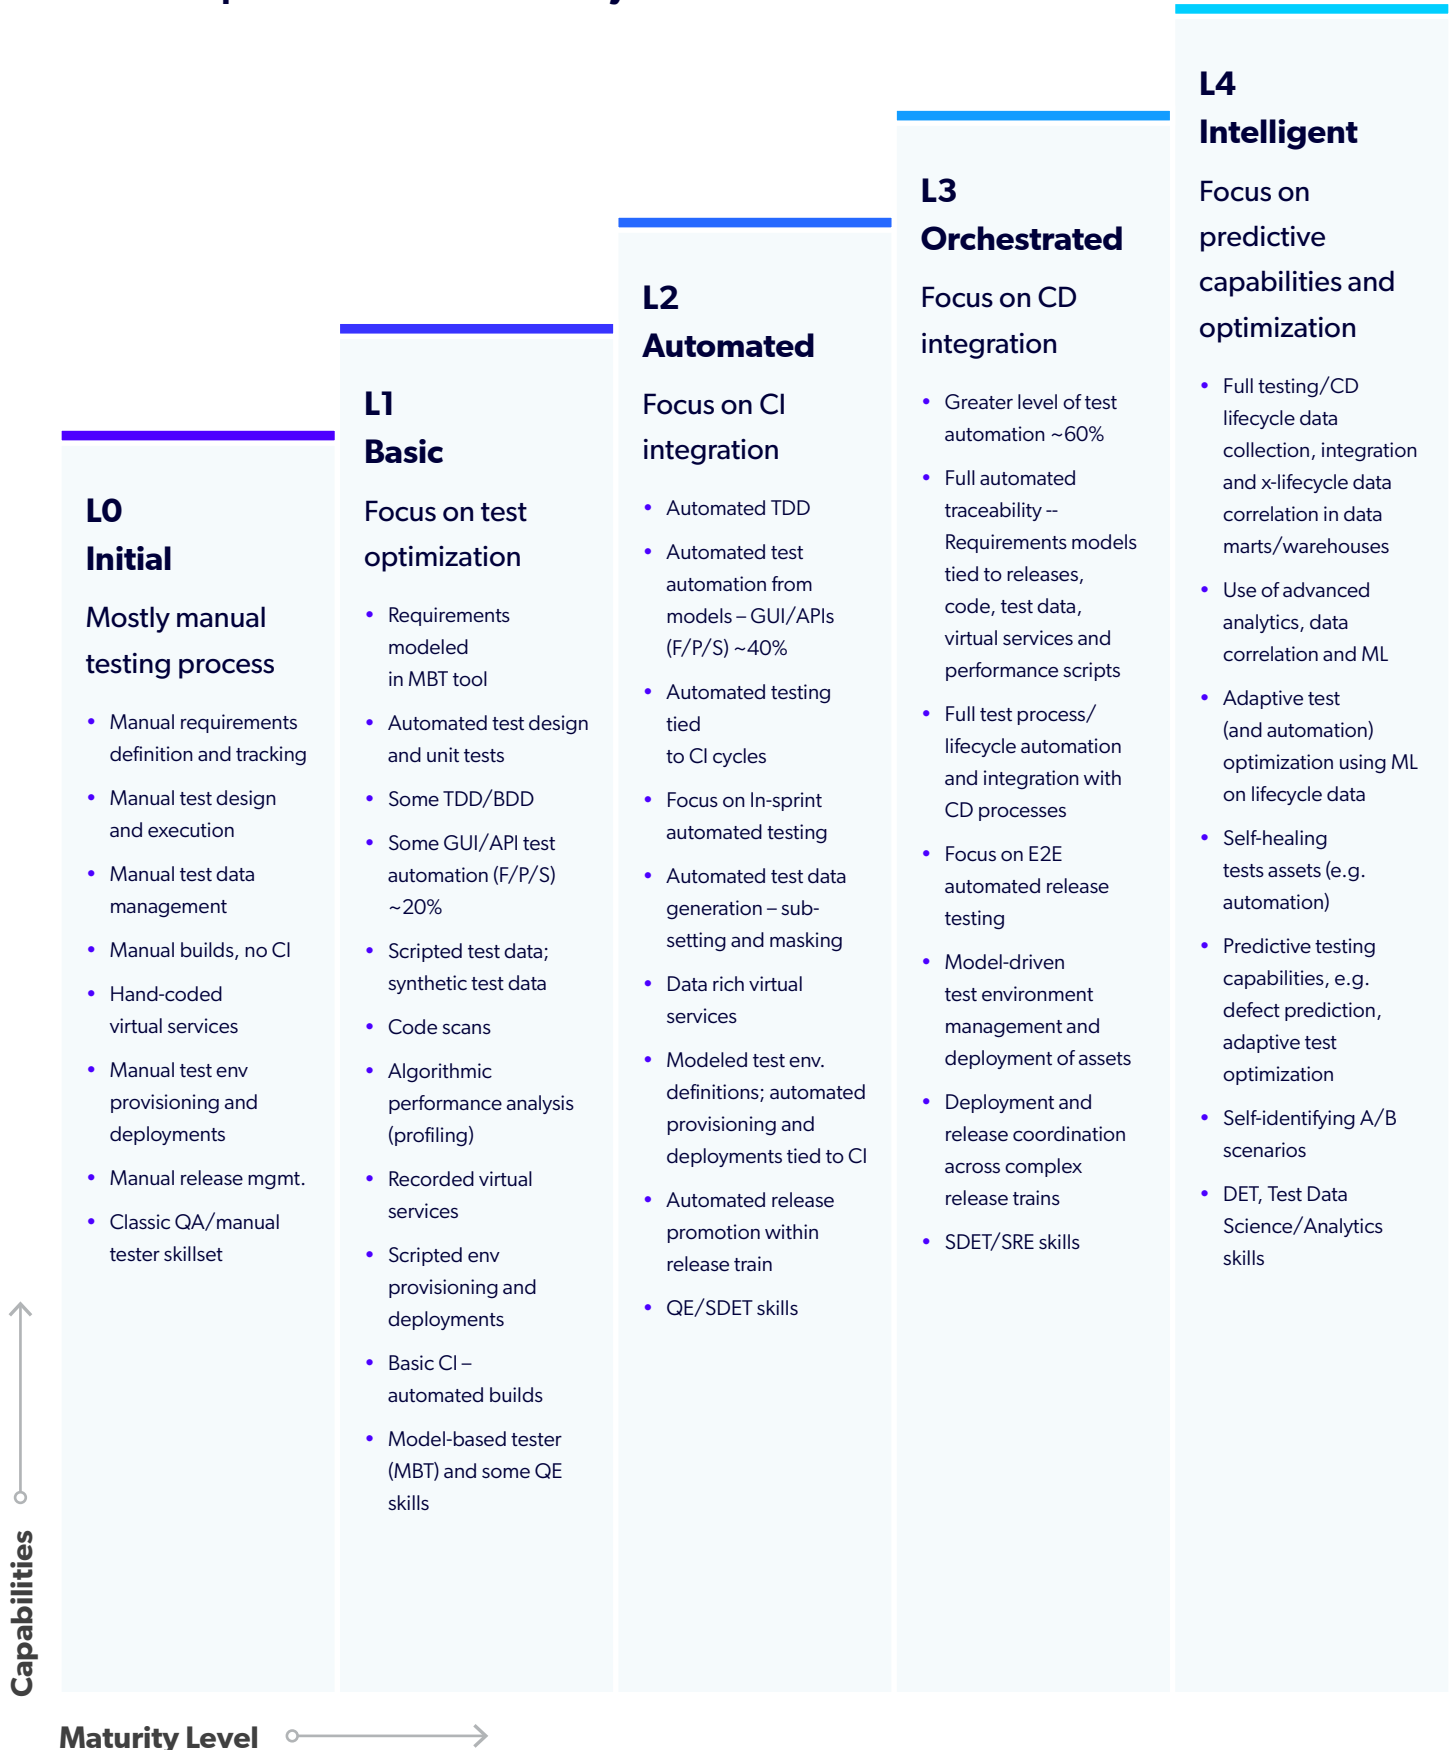 L0
Initial
Mostly manual
testing process
• Manual requirements
definition and tracking
• Manual test design
and execution
• Manual test data
management
• Manual builds, no CI
• Hand-coded
virtual services
• Manual test env
provisioning and
deployments
• Manual release mgmt.
• Classic QA/manual
tester skillset
L1
Basic
Focus on test
optimization
• Requirements
modeled
in MBT tool
• Automated test design
and unit tests
• Some TDD/BDD
• Some GUI/API test
automation (F/P/S)
~20%
• Scripted test data;
synthetic test data
• Code scans
• Algorithmic
performance analysis
(profiling)
• Recorded virtual
services
• Scripted env
provisioning and
deployments
• Basic CI –
automated builds
• Model-based tester
(MBT) and some QE
skills
L2
Automated
Focus on CI
integration
• Automated TDD
• Automated test
automation from
models – GUI/APIs
(F/P/S) ~40%
• Automated testing
tied
to CI cycles
• Focus on In-sprint
automated testing
• Automated test data
generation – sub-
setting and masking
• Data rich virtual
services
• Modeled test env.
definitions; automated
provisioning and
deployments tied to CI
• Automated release
promotion within
release train
• QE/SDET skills
L3
Orchestrated
Focus on CD
integration
• Greater level of test
automation ~60%
• Full automated
traceability --
Requirements models
tied to releases,
code, test data,
virtual services and
performance scripts
• Full test process/
lifecycle automation
and integration with
CD processes
• Focus on E2E
automated release
testing
• Model-driven
test environment
management and
deployment of assets
• Deployment and
release coordination
across complex
release trains
• SDET/SRE skills
L4
Intelligent
Focus on
predictive
capabilities and
optimization
• Full testing/CD
lifecycle data
collection, integration
and x-lifecycle data
correlation in data
marts/warehouses
• Use of advanced
analytics, data
correlation and ML
• Adaptive test
(and automation)
optimization using ML
on lifecycle data
• Self-healing
tests assets (e.g.
automation)
• Predictive testing
capabilities, e.g.
defect prediction,
adaptive test
optimization
• Self-identifying A/B
scenarios
• DET, Test Data
Science/Analytics
skills
Capabilities
Maturity Level